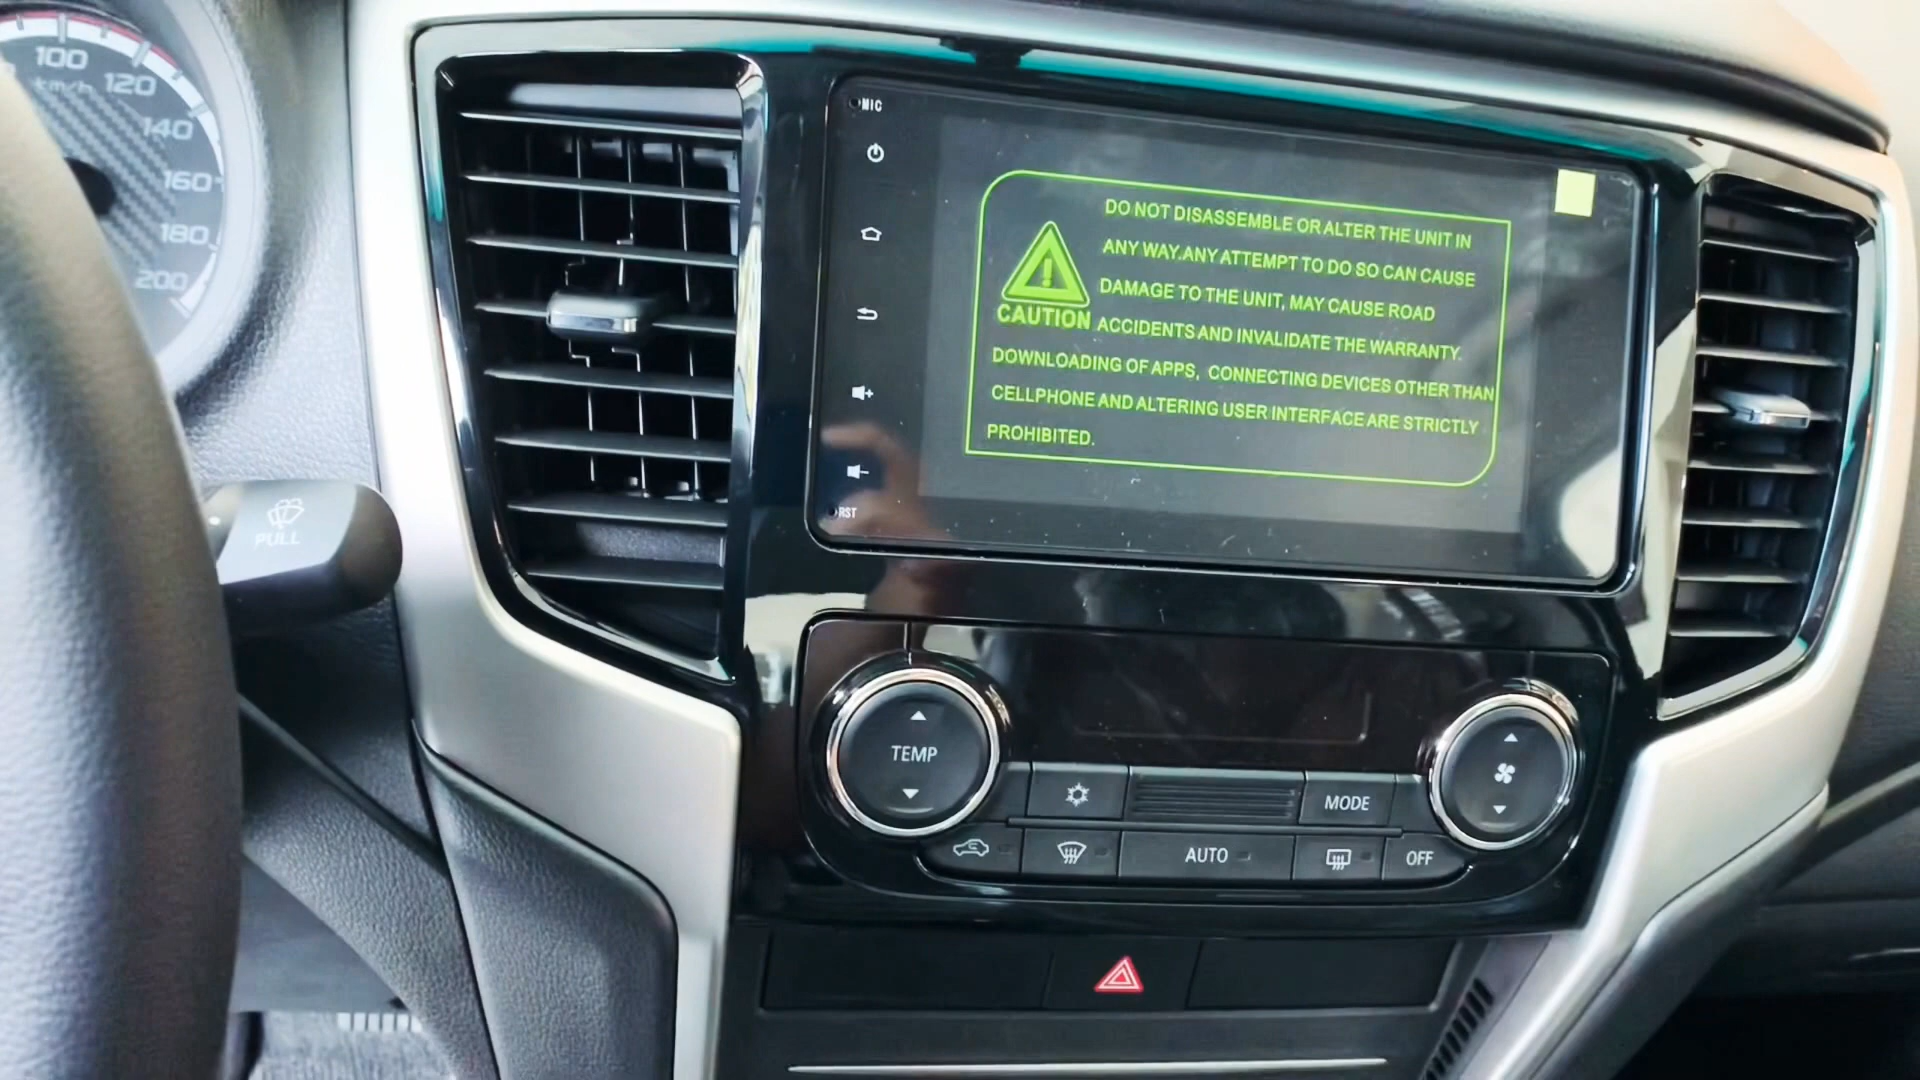 100
km/h
120
140
160
180
200
PULL
MIC
DO NOT DISASSEMBLE OR ALTER THE UNIT IN
ANY WAY.ANY ATTEMPT TO DO SO CAN CAUSE
DAMAGE TO THE UNIT, MAY CAUSE ROAD
CAUTION ACCIDENTS AND INVALIDATE THE WARRANTY.
DOWNLOADING OF APPS, CONNECTING DEVICES OTHER THAN
CELLPHONE AND ALTERING USER INTERFACE ARE STRICTLY
PROHIBITED.
RST
TEMP
MODE
AUTO
OFF